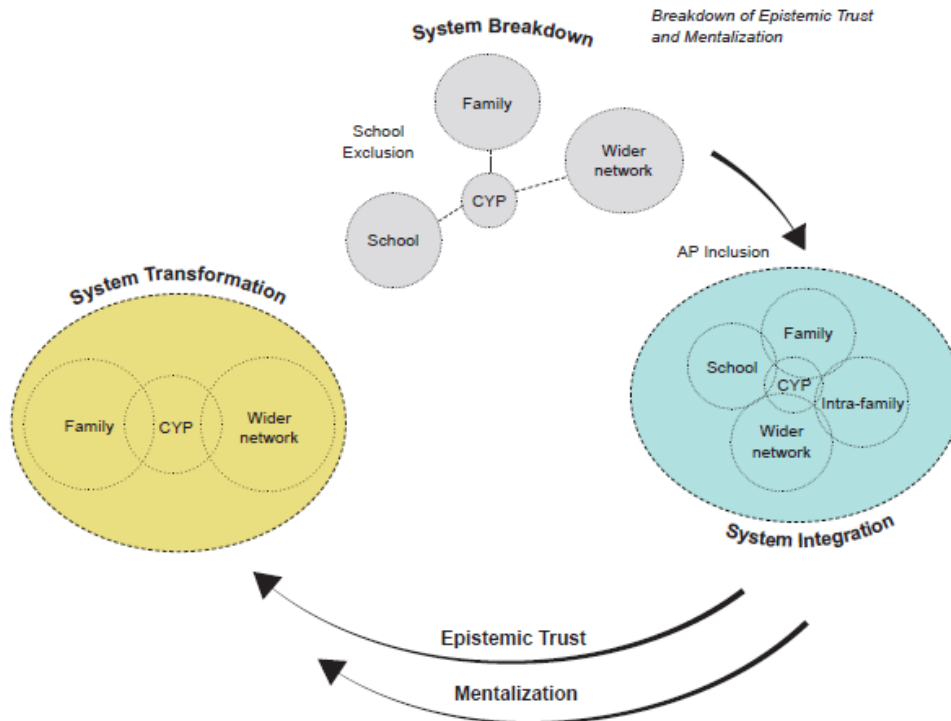 System Breakdown
Breakdown of Epistemic Trust
and Mentalization
Family
School
Exclusion
Wider
network
CYP
School
AP Inclusion
System Transformation
Family
School
CYP
Intra-family
Wider
network
Family
CYP
Wider
network
System Integration
Epistemic Trust
Mentalization